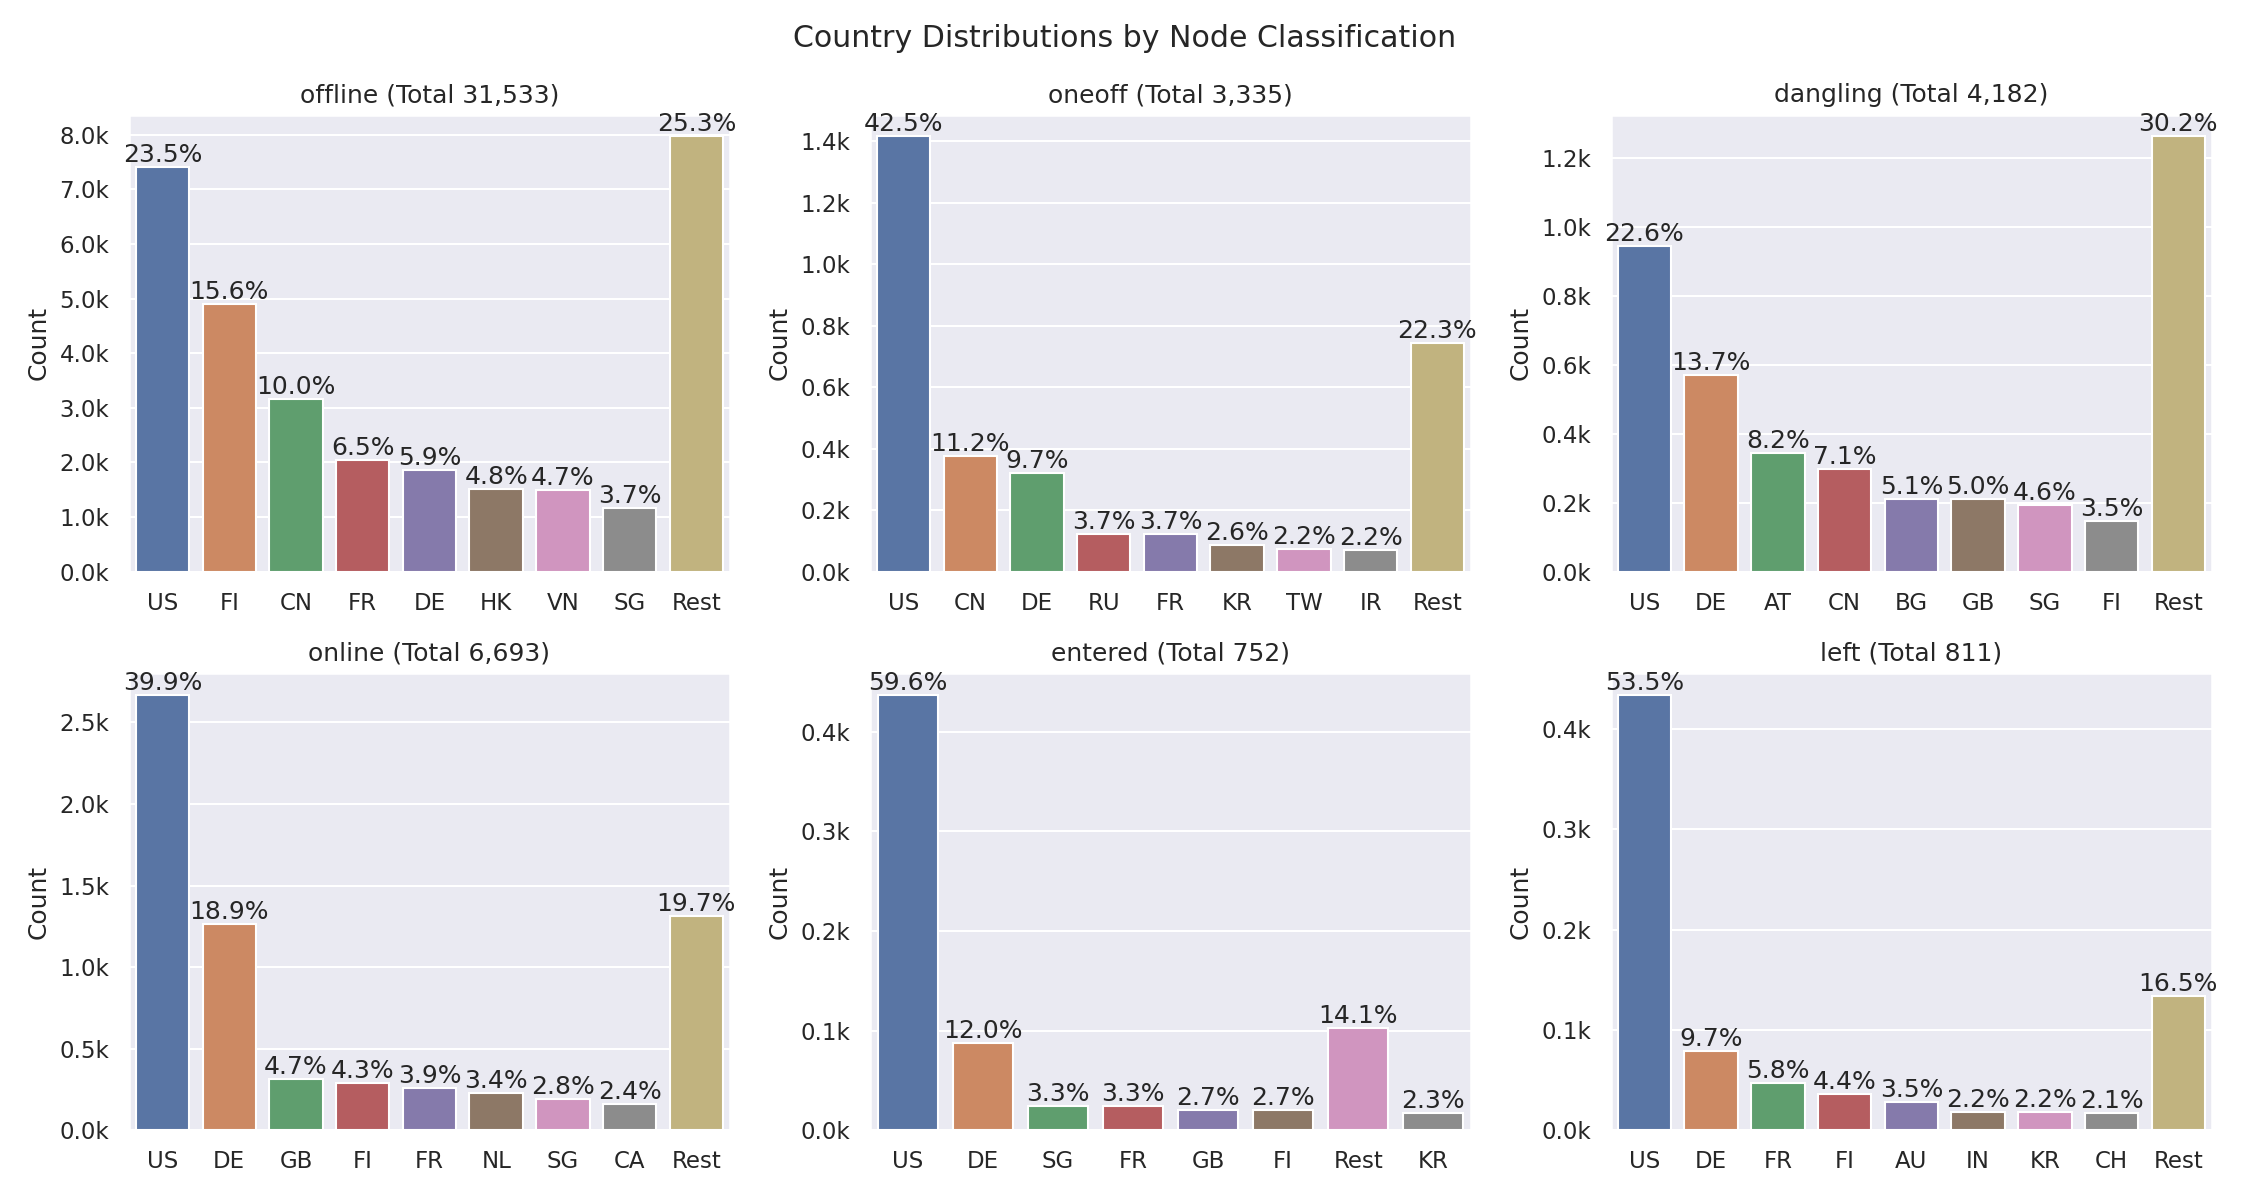 Country Distributions by Node Classification
offline (Total 31,533)
Count
8.0k
7.0k
6.0k
5.0k
4.0k
3.0k
2.0k
1.0k
0.0k
23.5%
15.6%
10.0%
6.5%
5.9%
4.8%
4.7%
3.7%
25.3%
US FI CN FR DE HK VN SG Rest
oneoff (Total 3,335)
Count
1.4k
1.2k
1.0k
0.8k
0.6k
0.4k
0.2k
0.0k
42.5%
11.2%
9.7%
3.7%
3.7%
2.6%
2.2%
2.2%
22.3%
US CN DE RU FR KR TW IR Rest
dangling (Total 4,182)
Count
1.2k
1.0k
0.8k
0.6k
0.4k
0.2k
0.0k
22.6%
13.7%
8.2%
7.1%
5.1%
5.0%
4.6%
3.5%
30.2%
US DE AT CN BG GB SG FI Rest
online (Total 6,693)
Count
2.5k
2.0k
1.5k
1.0k
0.5k
0.0k
39.9%
18.9%
4.7%
4.3%
3.9%
3.4%
2.8%
2.4%
19.7%
US DE GB FI FR NL SG CA Rest
entered (Total 752)
Count
0.4k
0.3k
0.2k
0.1k
0.0k
59.6%
12.0%
3.3%
3.3%
2.7%
2.7%
14.1%
2.3%
US DE SG FR GB FI Rest KR
left (Total 811)
Count
0.4k
0.3k
0.2k
0.1k
0.0k
53.5%
9.7%
5.8%
4.4%
3.5%
2.2%
2.2%
2.1%
16.5%
US DE FR FI AU IN KR CH Rest